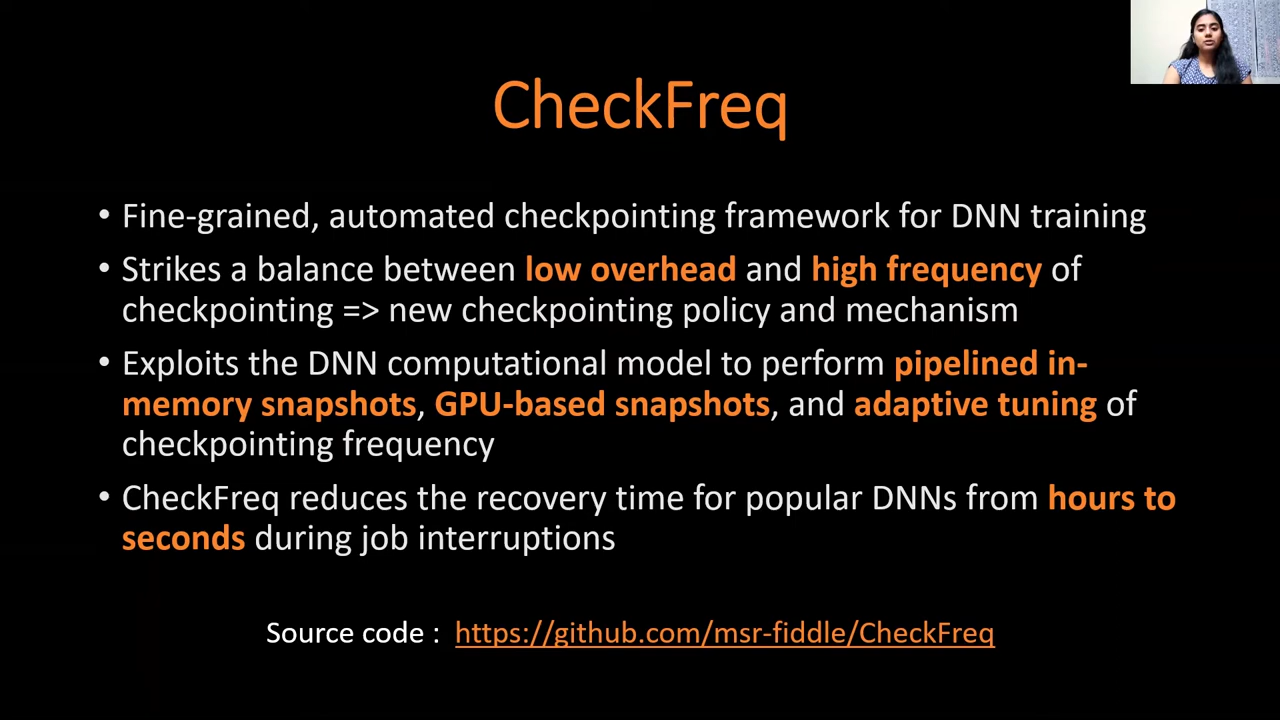 CheckFreq
• Fine-grained, automated checkpointing framework for DNN training
• Strikes a balance between low overhead and high frequency of
checkpointing => new checkpointing policy and mechanism
• Exploits the DNN computational model to perform pipelined in-
memory snapshots, GPU-based snapshots, and adaptive tuning of
checkpointing frequency
• CheckFreq reduces the recovery time for popular DNNs from hours to
seconds during job interruptions
Source code : https://github.com/msr-fiddle/CheckFreq